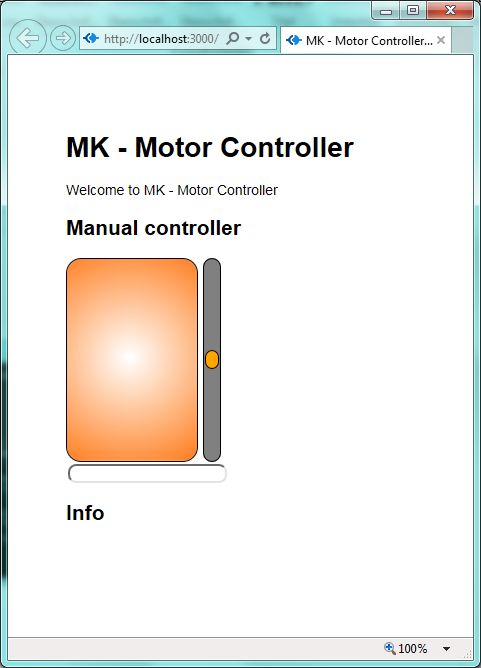 http://localhost:3000/
MK - Motor Controller...
MK - Motor Controller
Welcome to MK - Motor Controller
Manual controller
Info
100%